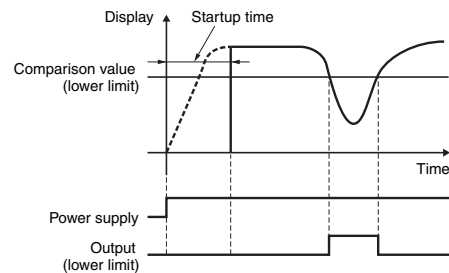 Display
Startup time
Comparison value
(lower limit)
Time
Power supply
Output
(lower limit)